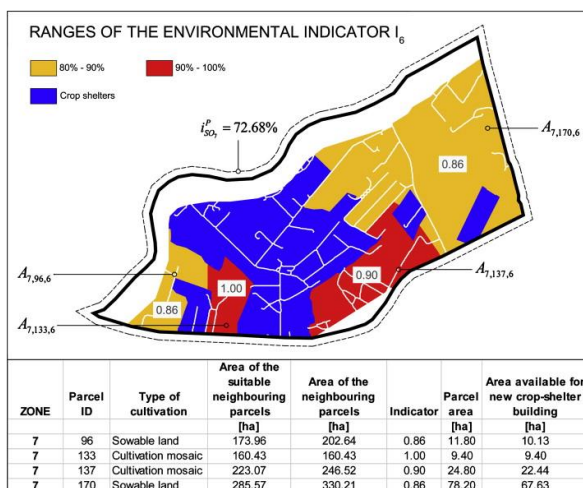 RANGES OF THE ENVIRONMENTAL INDICATOR I6
80% - 90%
90% - 100%
Crop shelters
i^P_SO7 = 72.68%
A7,170,6
0.86
A7,96,6
0.90
A7,137,6
1.00
0.86
A7,133,6
ZONE Parcel ID Type of cultivation Area of the suitable neighbouring parcels [ha] Area of the neighbouring parcels [ha] Indicator Parcel area [ha] Area available for new crop-shelter building [ha]
7 96 Sowable land 173.96 202.64 0.86 11.80 10.13
7 133 Cultivation mosaic 160.43 160.43 1.00 9.40 9.40
7 137 Cultivation mosaic 223.07 246.52 0.90 24.80 22.44
7 170 Sowable land 285.57 330.21 0.86 78.20 67.63